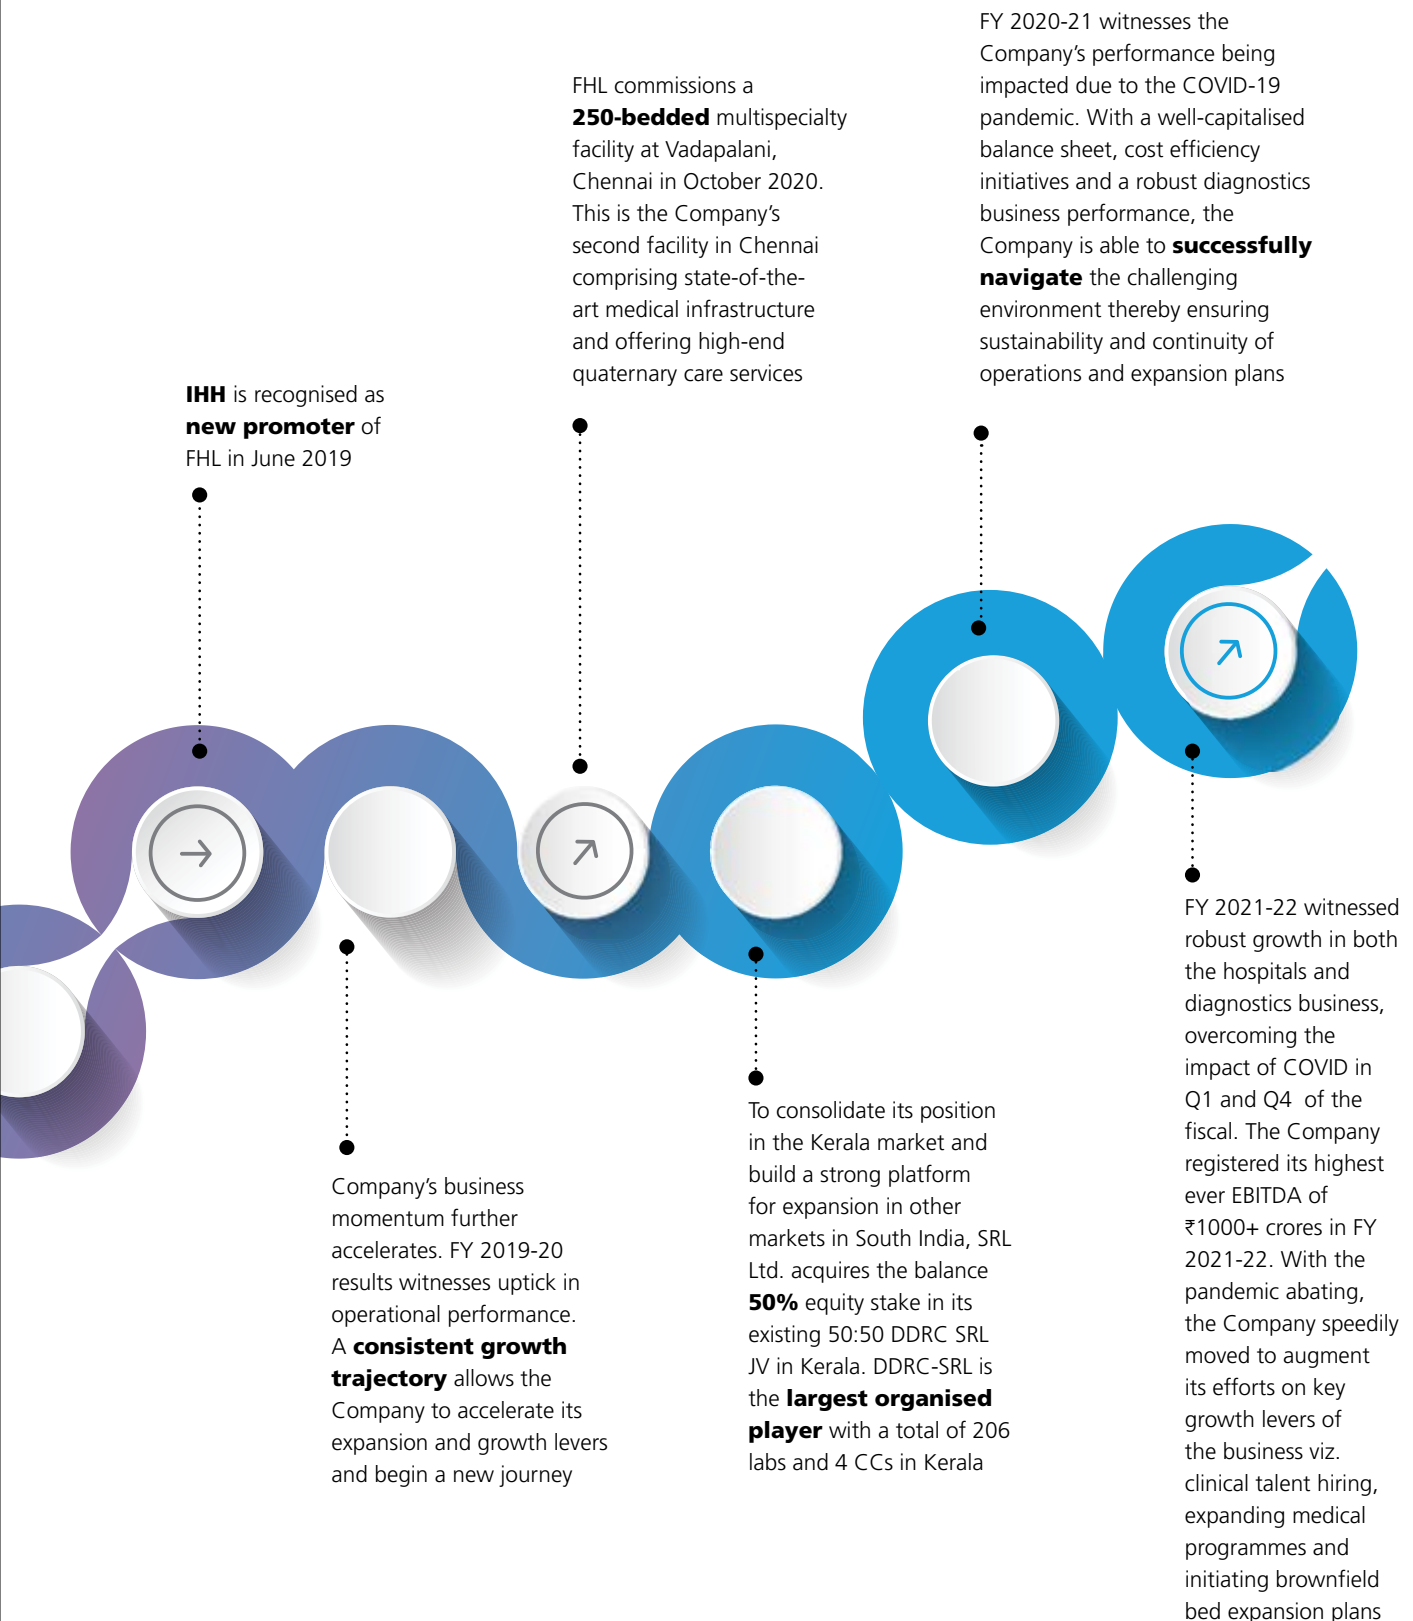 IHH is recognised as
new promoter of
FHL in June 2019
Company’s business
momentum further
accelerates. FY 2019-20
results witnesses uptick in
operational performance.
A consistent growth
trajectory allows the
Company to accelerate its
expansion and growth levers
and begin a new journey
FHL commissions a
250-bedded multispecialty
facility at Vadapalani,
Chennai in October 2020.
This is the Company’s
second facility in Chennai
comprising state-of-the-
art medical infrastructure
and offering high-end
quaternary care services
To consolidate its position
in the Kerala market and
build a strong platform
for expansion in other
markets in South India, SRL
Ltd. acquires the balance
50% equity stake in its
existing 50:50 DDRC SRL
JV in Kerala. DDRC-SRL is
the largest organised
player with a total of 206
labs and 4 CCs in Kerala
FY 2020-21 witnesses the
Company’s performance being
impacted due to the COVID-19
pandemic. With a well-capitalised
balance sheet, cost efficiency
initiatives and a robust diagnostics
business performance, the
Company is able to successfully
navigate the challenging
environment thereby ensuring
sustainability and continuity of
operations and expansion plans
FY 2021-22 witnessed
robust growth in both
the hospitals and
diagnostics business,
overcoming the
impact of COVID in
Q1 and Q4 of the
fiscal. The Company
registered its highest
ever EBITDA of
₹1000+ crores in FY
2021-22. With the
pandemic abating,
the Company speedily
moved to augment
its efforts on key
growth levers of
the business viz.
clinical talent hiring,
expanding medical
programmes and
initiating brownfield
bed expansion plans